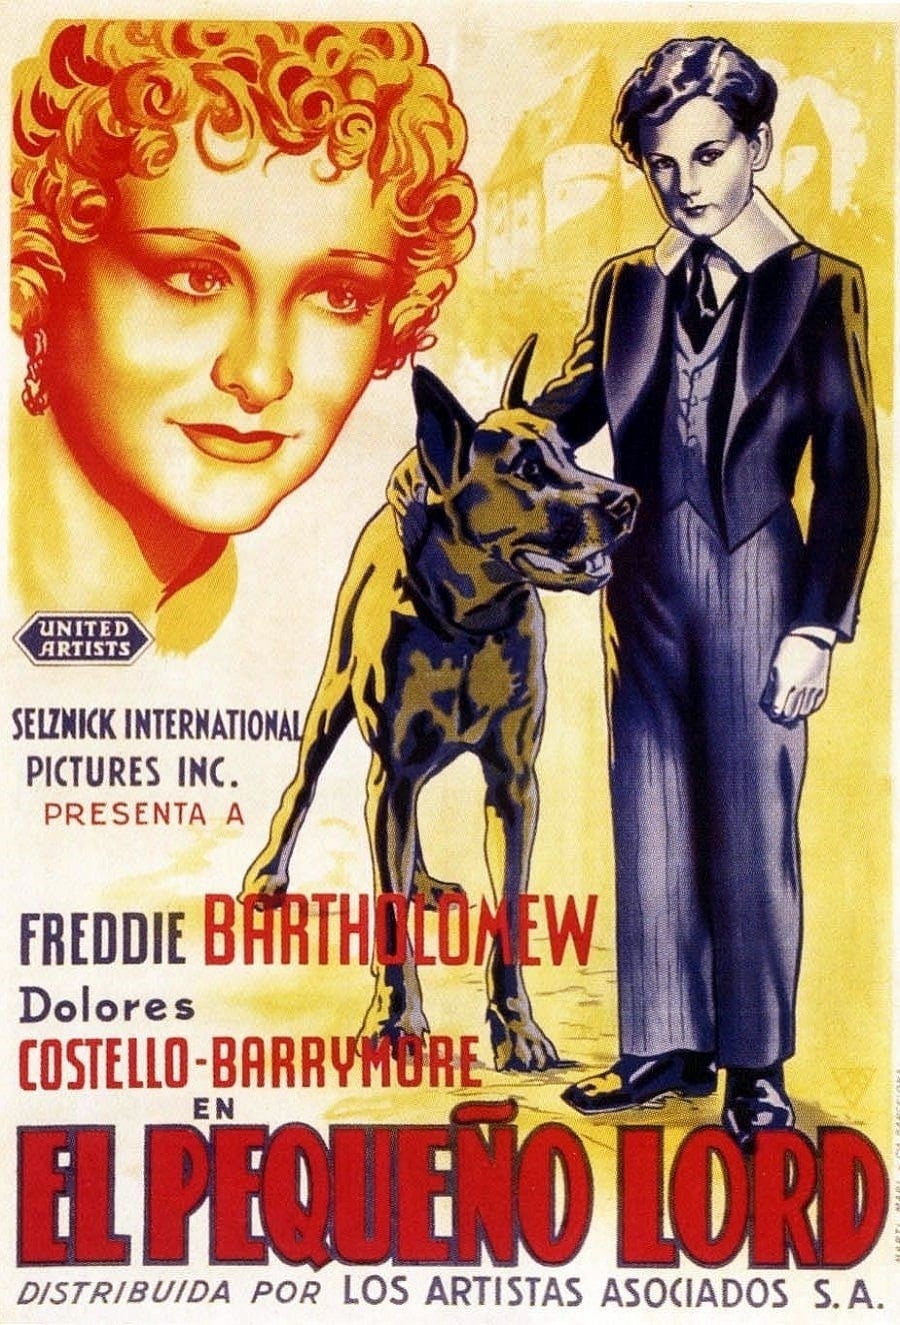 UNITED
ARTISTS
SELZNICK INTERNATIONAL
PICTURES INC.
PRESENTA A
FREDDIE BARTHOLOMEW
Dolores
COSTELLO-BARRYMORE
EN
EL PEQUEÑO LORD
DISTRIBUIDA POR LOS ARTISTAS ASOCIADOS S.A.